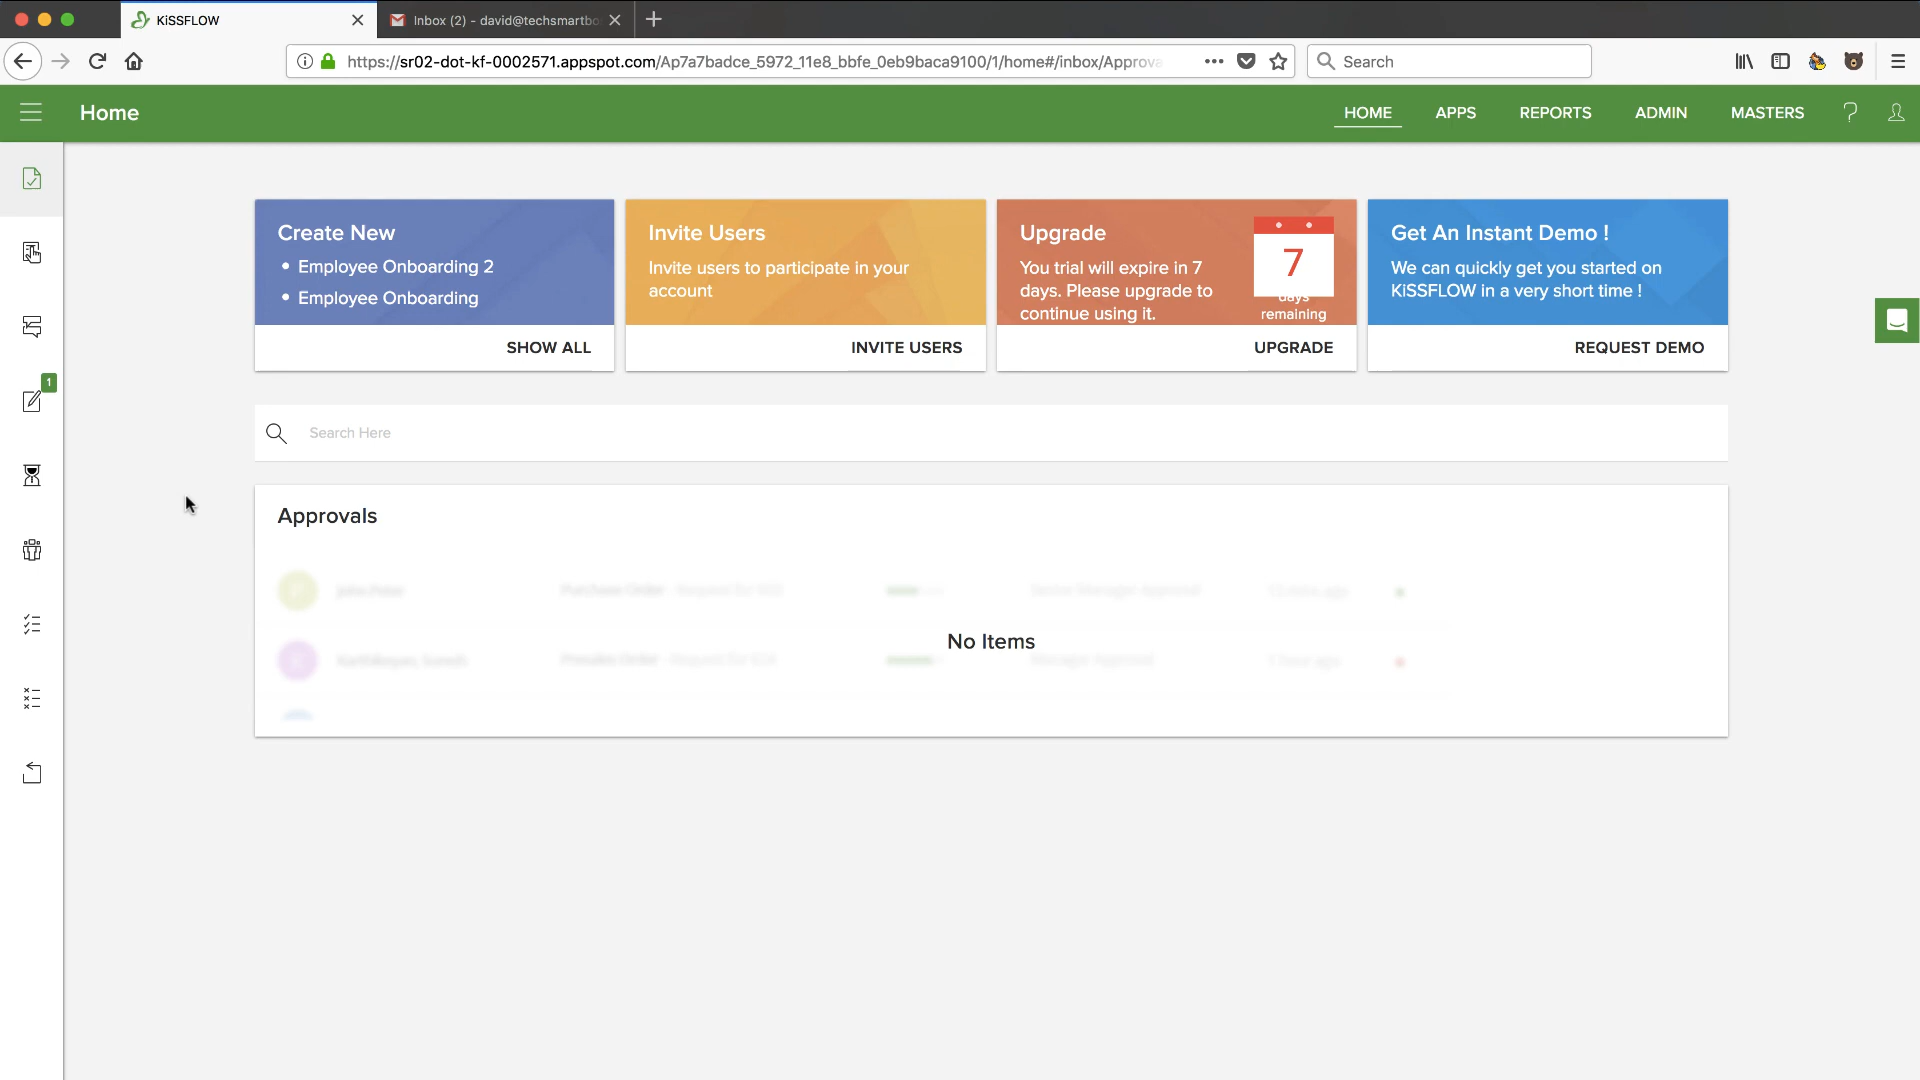 KiSSFLOW
Inbox (2) - david@techsmartbo
https://sr02-dot-kf-0002571.appspot.com/Ap7a7badce_5972_11e8_bbfe_0eb9baca9100/1/home#/inbox/Approva
Search
Home
HOME APPS REPORTS ADMIN MASTERS ?
Create New
• Employee Onboarding 2
• Employee Onboarding
SHOW ALL
Invite Users
Invite users to participate in your
account
INVITE USERS
Upgrade
You trial will expire in 7
days. Please upgrade to
continue using it.
7
days
remaining
UPGRADE
Get An Instant Demo !
We can quickly get you started on
KiSSFLOW in a very short time !
REQUEST DEMO
1
Search Here
Approvals
No Items